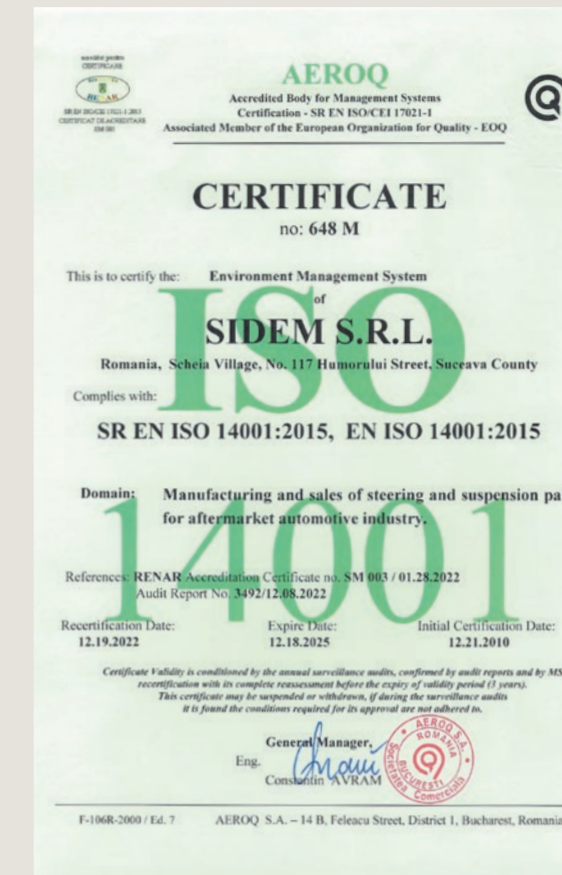 AEROQ
Accredited Body for Management Systems
Certification - SR EN ISO/CEI 17021-1
Associated Member of the European Organization for Quality - EOQ
CERTIFICATE
no: 648 M
This is to certify the: Environment Management System
of
ISO
SIDEM S.R.L.
Romania, Scheia Village, No. 117 Humorului Street, Suceava County
Complies with:
SR EN ISO 14001:2015, EN ISO 14001:2015
Domain: Manufacturing and sales of steering and suspension pa
for aftermarket automotive industry.
14001
References: RENAR Accreditation Certificate no. SM 003 / 01.28.2022
Audit Report No. 3492/12.08.2022
Recertification Date: Expire Date: Initial Certification Date:
12.19.2022 12.18.2025 12.21.2010
Certificate Validity is conditioned by the annual surveillance audits, confirmed by audit reports and by MS
recertification with its complete reassessment before the expiry of validity period (3 years).
This certificate may be suspended or withdrawn, if during the surveillance audits
it is found the conditions required for its approval are not adhered to.
General Manager,
Eng.
Constantin AVRAM
AEROQ S.A.
ROMANIA
BUCURESTI
Societatea Comerciala
F-106R-2000 / Ed. 7 AEROQ S.A. – 14 B, Feleacu Street, District 1, Bucharest, Romania